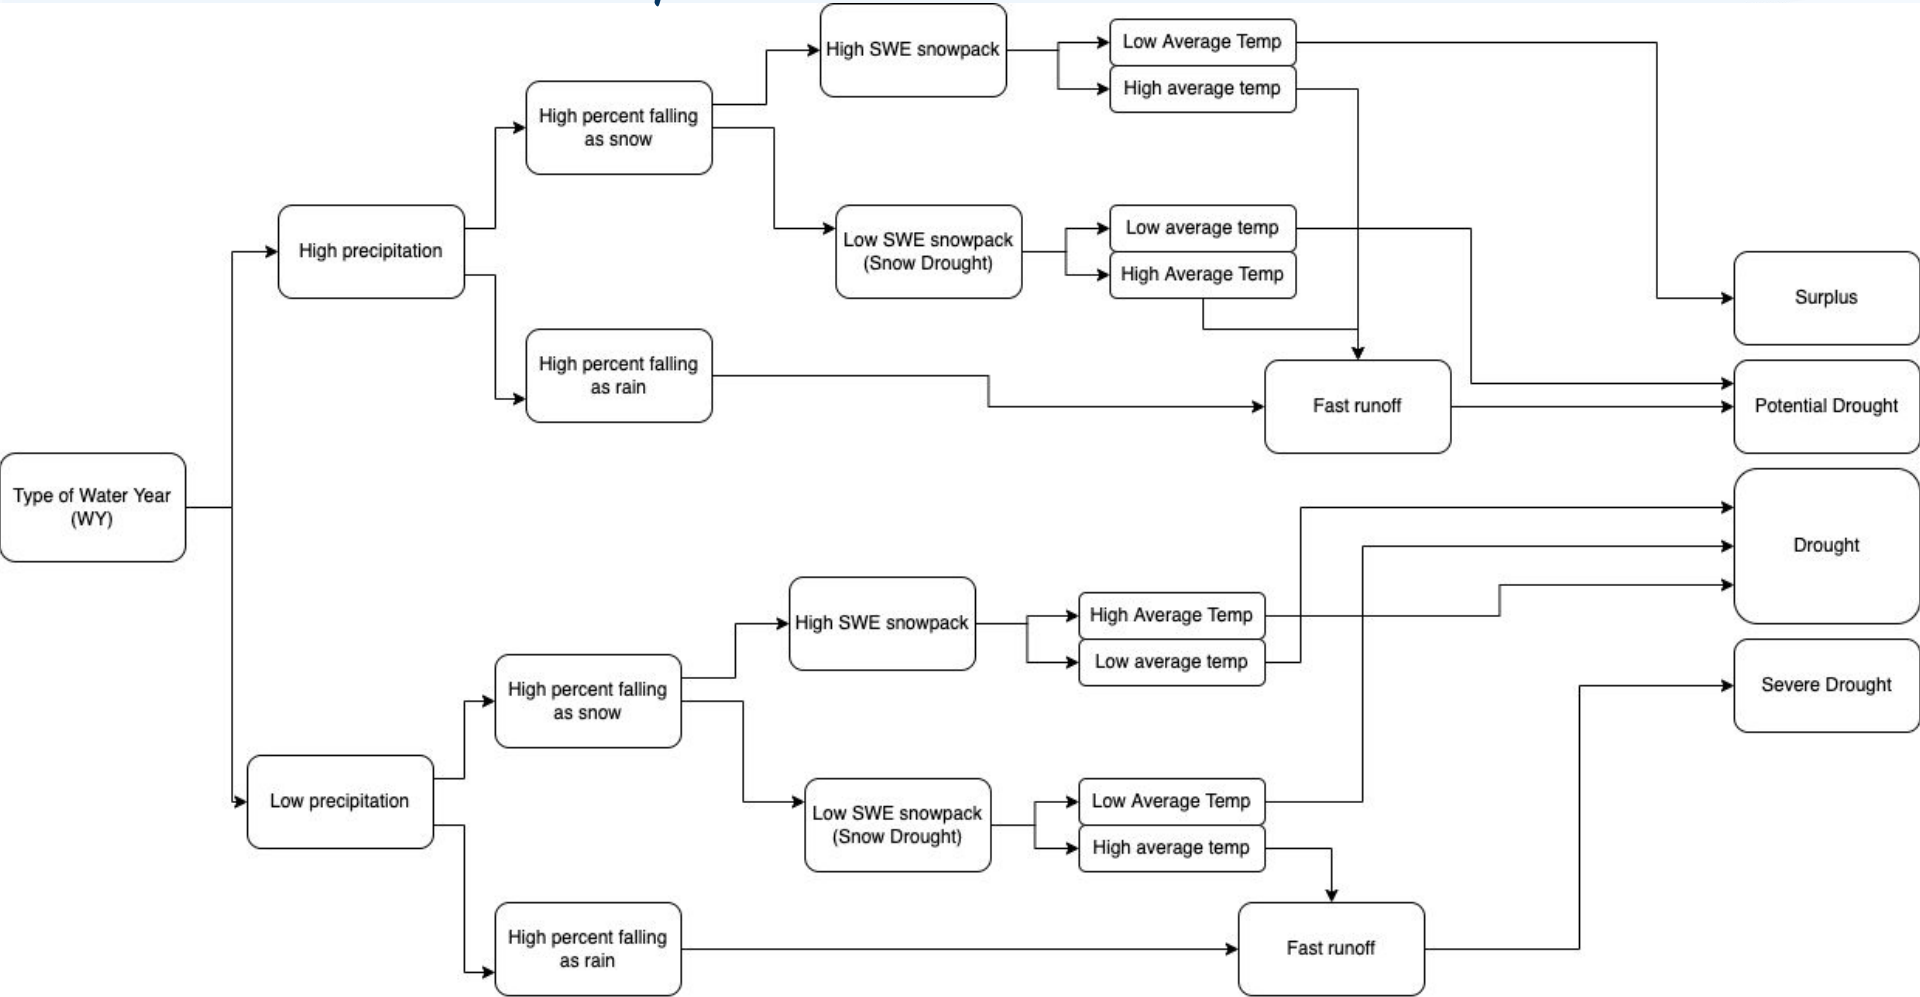 High SWE snowpack
Low Average Temp
High average temp
High percent falling
as snow
Low average temp
High Average Temp
Low SWE snowpack
(Snow Drought)
High precipitation
Surplus
High percent falling
as rain
Fast runoff
Potential Drought
Type of Water Year
(WY)
Drought
High SWE snowpack
High Average Temp
Low average temp
High percent falling
as snow
Severe Drought
Low precipitation
Low SWE snowpack
(Snow Drought)
Low Average Temp
High average temp
High percent falling
as rain
Fast runoff